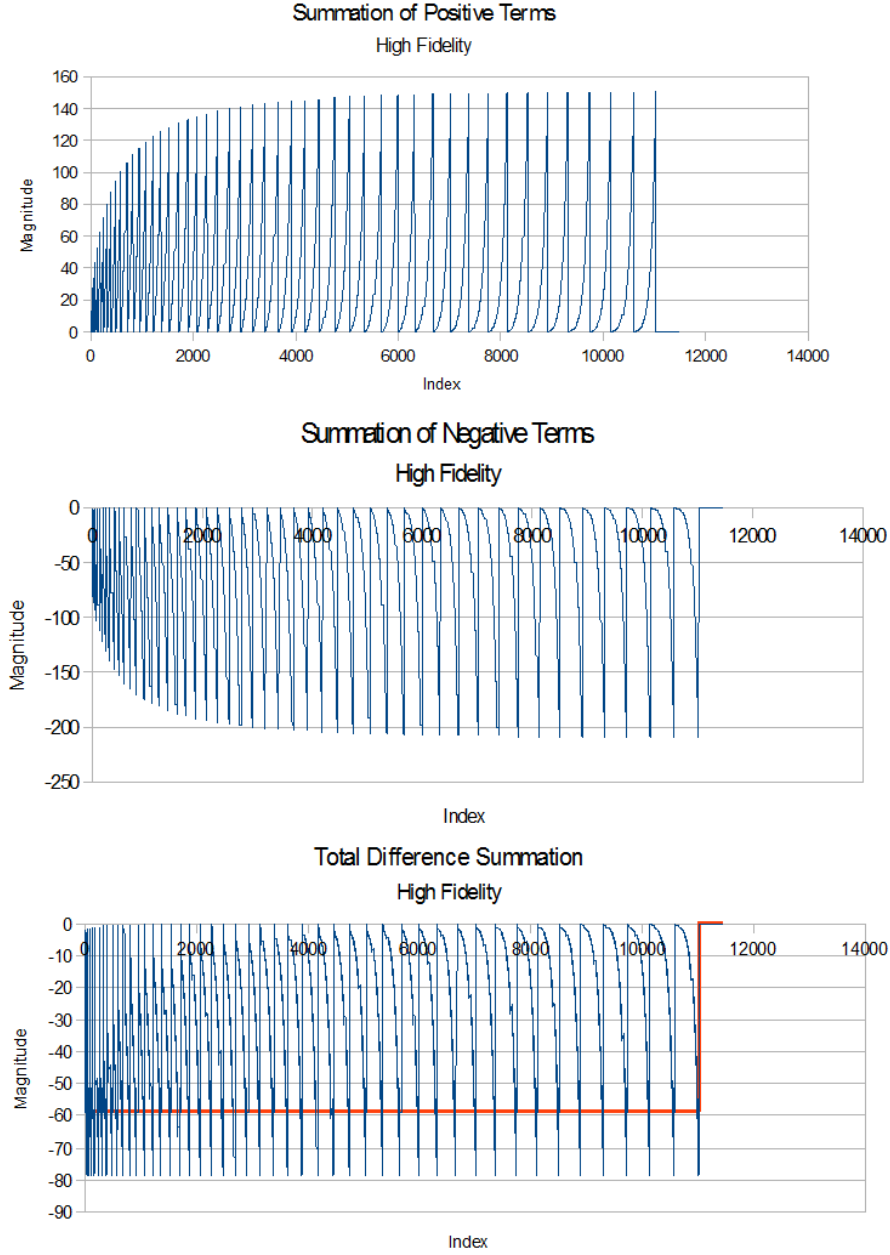 Summation of Positive Terms
High Fidelity
160
140
120
100
80
60
40
20
0
Magnitude
0 2000 4000 6000 8000 10000 12000 14000
Index
Summation of Negative Terms
High Fidelity
0
0 2000 4000 6000 8000 10000 12000 14000
-50
-100
-150
-200
-250
Magnitude
Index
Total Difference Summation
High Fidelity
0
0 2000 4000 6000 8000 10000 12000 14000
-10
-20
-30
-40
-50
-60
-70
-80
-90
Magnitude
Index